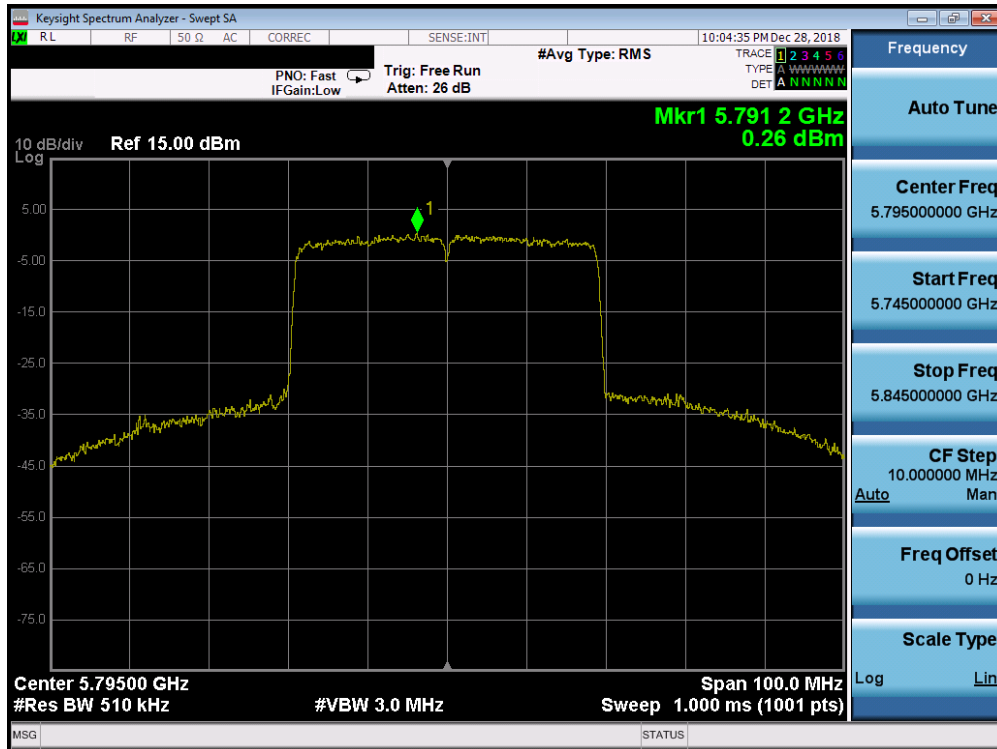 Keysight Spectrum Analyzer - Swept SA
LXI RL RF 50 Ω AC CORREC SENSE:INT 10:04:35 PM Dec 28, 2018
#Avg Type: RMS TRACE 1 2 3 4 5 6
PNO: Fast Trig: Free Run TYPE A WWWWW
IFGain:Low Atten: 26 dB DET A N N N N N
Mkr1 5.791 2 GHz
0.26 dBm
10 dB/div Ref 15.00 dBm
Log
1
5.00
-5.00
-15.0
-25.0
-35.0
-45.0
-55.0
-65.0
-75.0
Center 5.79500 GHz Span 100.0 MHz
#Res BW 510 kHz #VBW 3.0 MHz Sweep 1.000 ms (1001 pts)
MSG STATUS
Frequency
Auto Tune
Center Freq
5.795000000 GHz
Start Freq
5.745000000 GHz
Stop Freq
5.845000000 GHz
CF Step
10.000000 MHz
Auto Man
Freq Offset
0 Hz
Scale Type
Log Lin